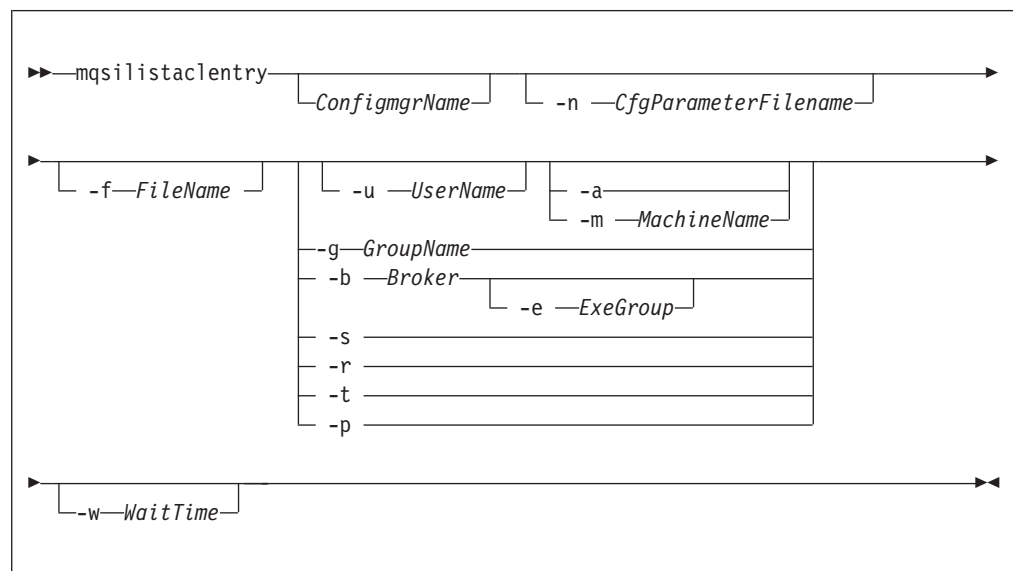 mqsilistaclentry
ConfigmgrName -n CfgParameterFilename
-f FileName -u UserName -a
-m MachineName
-g GroupName
-b Broker
-e ExeGroup
-s
-r
-t
-p
-w WaitTime